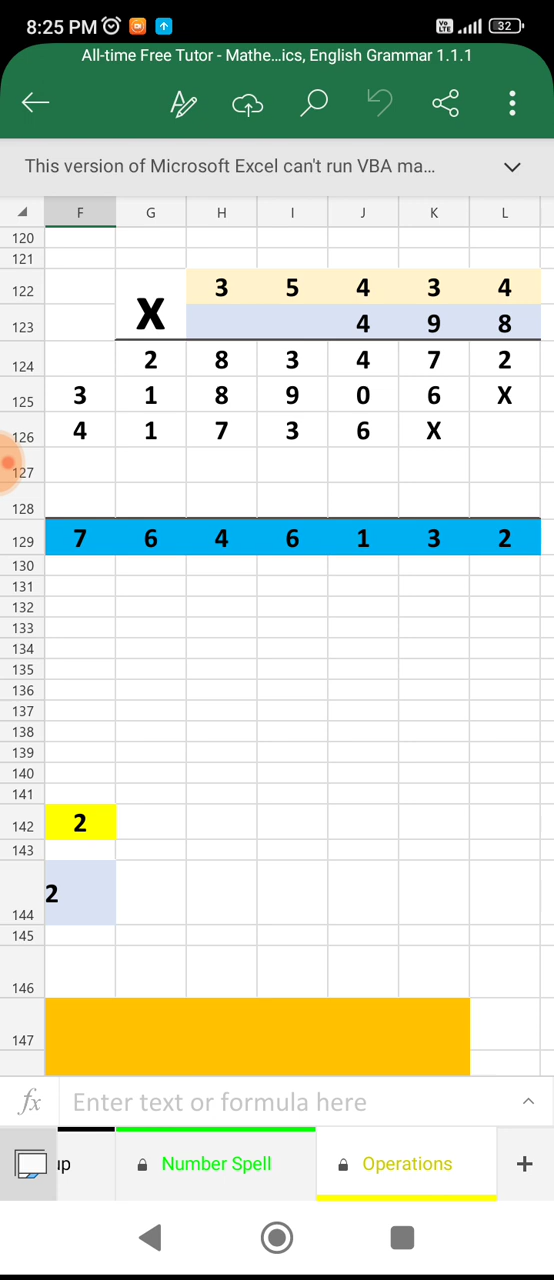 8:25 PM
Vo LTE 32
All-time Free Tutor - Mathe...ics, English Grammar 1.1.1
This version of Microsoft Excel can't run VBA ma...
F G H I J K L
120
121
122 3 5 4 3 4
123 X 4 9 8
124 2 8 3 4 7 2
125 3 1 8 9 0 6 X
126 4 1 7 3 6 X
127
128
129 7 6 4 6 1 3 2
130
131
132
133
134
135
136
137
138
139
140
141
142 2
143
144 2
145
146
147
fx Enter text or formula here
up Number Spell Operations +